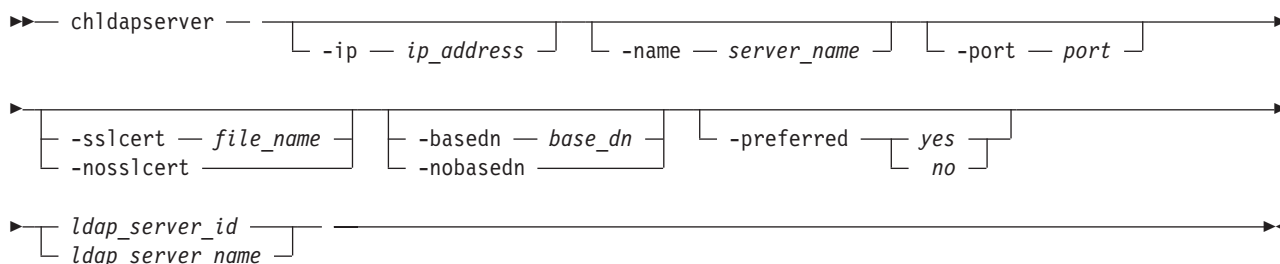 chldapserver
-ip ip_address -name server_name -port port
-sslcert file_name -basedn base_dn -preferred yes
-nosslcert -nobasedn no
ldap_server_id
ldap_server_name